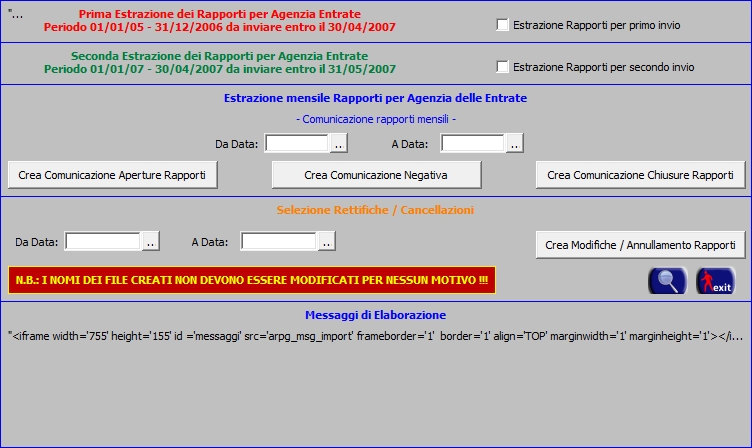 "...
Prima Estrazione dei Rapporti per Agenzia Entrate
Periodo 01/01/05 - 31/12/2006 da inviare entro il 30/04/2007
Estrazione Rapporti per primo invio
Seconda Estrazione dei Rapporti per Agenzia Entrate
Periodo 01/01/07 - 30/04/2007 da inviare entro il 31/05/2007
Estrazione Rapporti per secondo invio
Estrazione mensile Rapporti per Agenzia delle Entrate
- Comunicazione rapporti mensili -
Da Data: ... A Data: ...
Crea Comunicazione Aperture Rapporti
Crea Comunicazione Negativa
Crea Comunicazione Chiusure Rapporti
Selezione Rettifiche / Cancellazioni
Da Data: ... A Data: ...
Crea Modifiche / Annullamento Rapporti
N.B.: I NOMI DEI FILE CREATI NON DEVONO ESSERE MODIFICATI PER NESSUN MOTIVO !!!
exit
Messaggi di Elaborazione
"<iframe width='755' height='155' id ='messaggi' src='arpg_msg_import' frameborder='1' border='1' align='TOP' marginwidth='1' marginheight='1'></i...